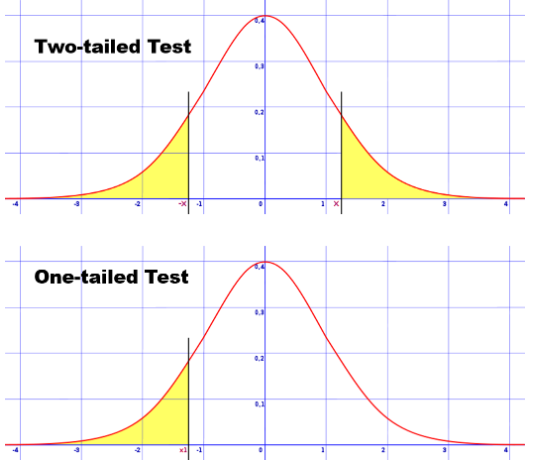 Two-tailed Test
0,4
0,3
0,2
0,1
-4 -3 -2 -X -1 0 1 X 2 3 4
One-tailed Test
0,4
0,3
0,2
0,1
-4 -3 -2 x1 -1 0 1 2 3 4